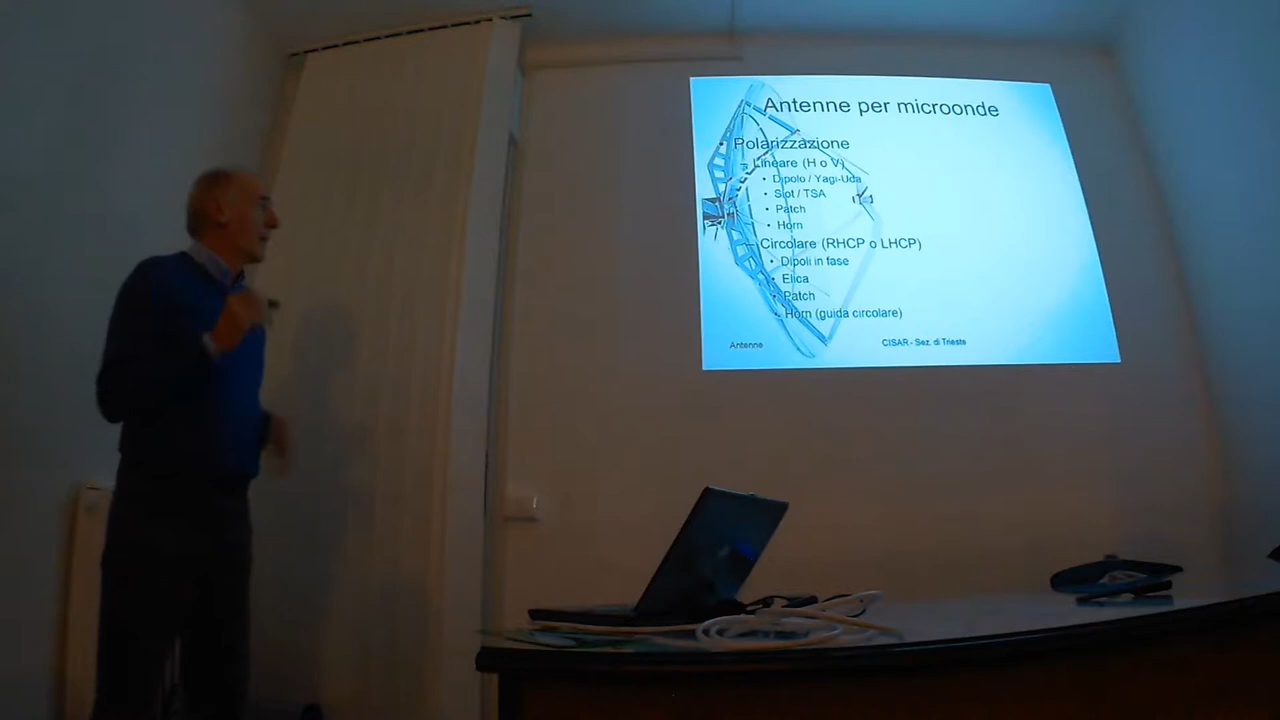 Antenne per microonde
• Polarizzazione
– Lineare (H o V)
• Dipolo / Yagi-Uda
• Slot / TSA
• Patch
• Horn
– Circolare (RHCP o LHCP)
• Dipoli in fase
• Elica
• Patch
• Horn (guida circolare)
Antenne
CISAR - Sez. di Trieste